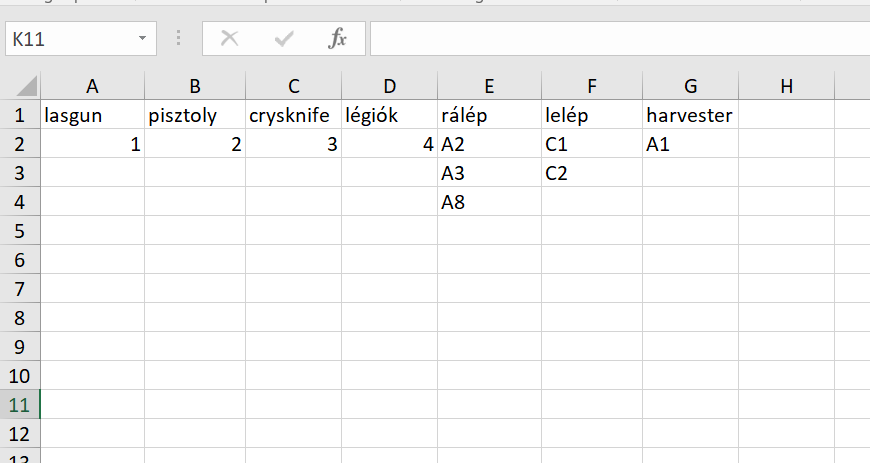 K11 fx
A B C D E F G H
1 lasgun pisztoly crysknife légiók rálép lelép harvester
2 1 2 3 4 A2 C1 A1
3 A3 C2
4 A8
5
6
7
8
9
10
11
12
13